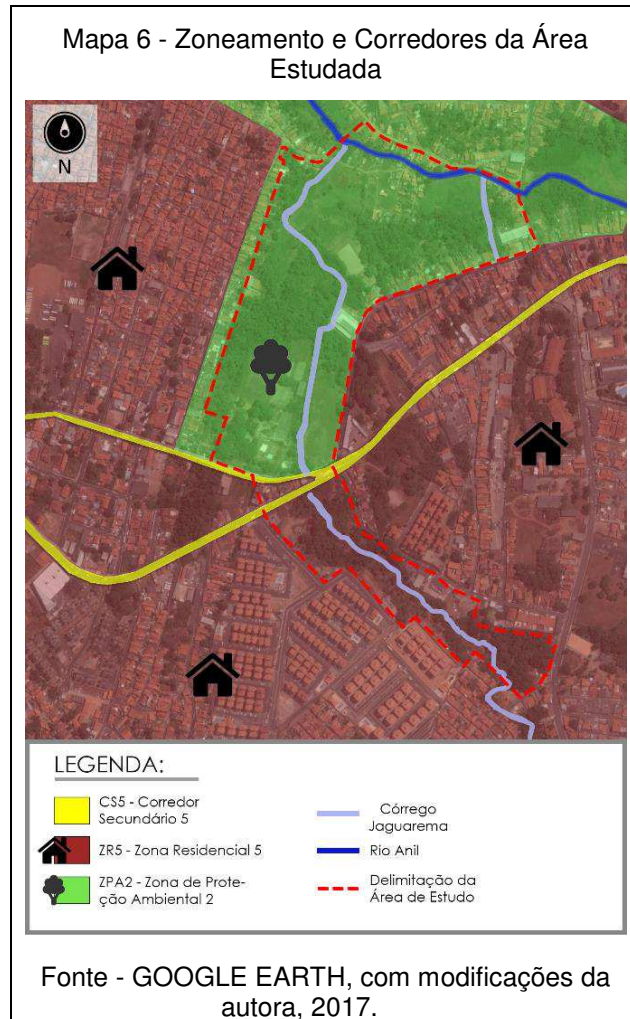 Mapa 6 - Zoneamento e Corredores da Área
Estudada
N
LEGENDA:
CS5 - Corredor
Secundário 5
ZR5 - Zona Residencial 5
ZPA2 - Zona de Prote-
ção Ambiental 2
Córrego
Jaguarema
Rio Anil
Delimitação da
Área de Estudo
Fonte - GOOGLE EARTH, com modificações da
autora, 2017.